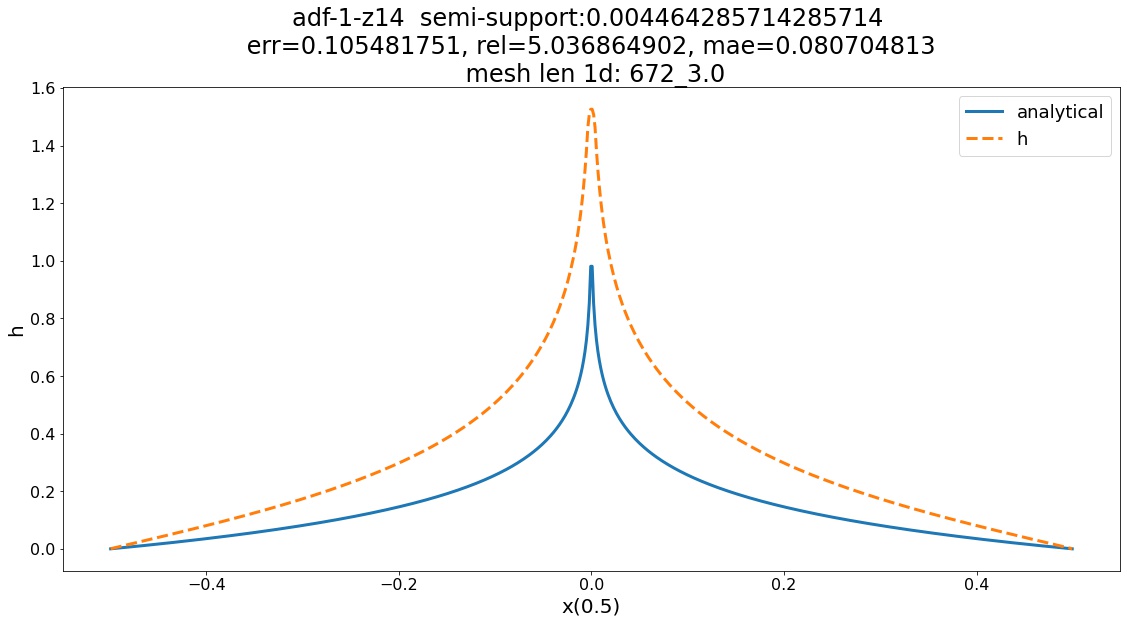 adf-1-z14 semi-support:0.004464285714285714
err=0.105481751, rel=5.036864902, mae=0.080704813
mesh len 1d: 672_3.0
analytical
h
1.6
1.4
1.2
1.0
0.8
0.6
0.4
0.2
0.0
h
−0.4
−0.2
0.0
0.2
0.4
x(0.5)